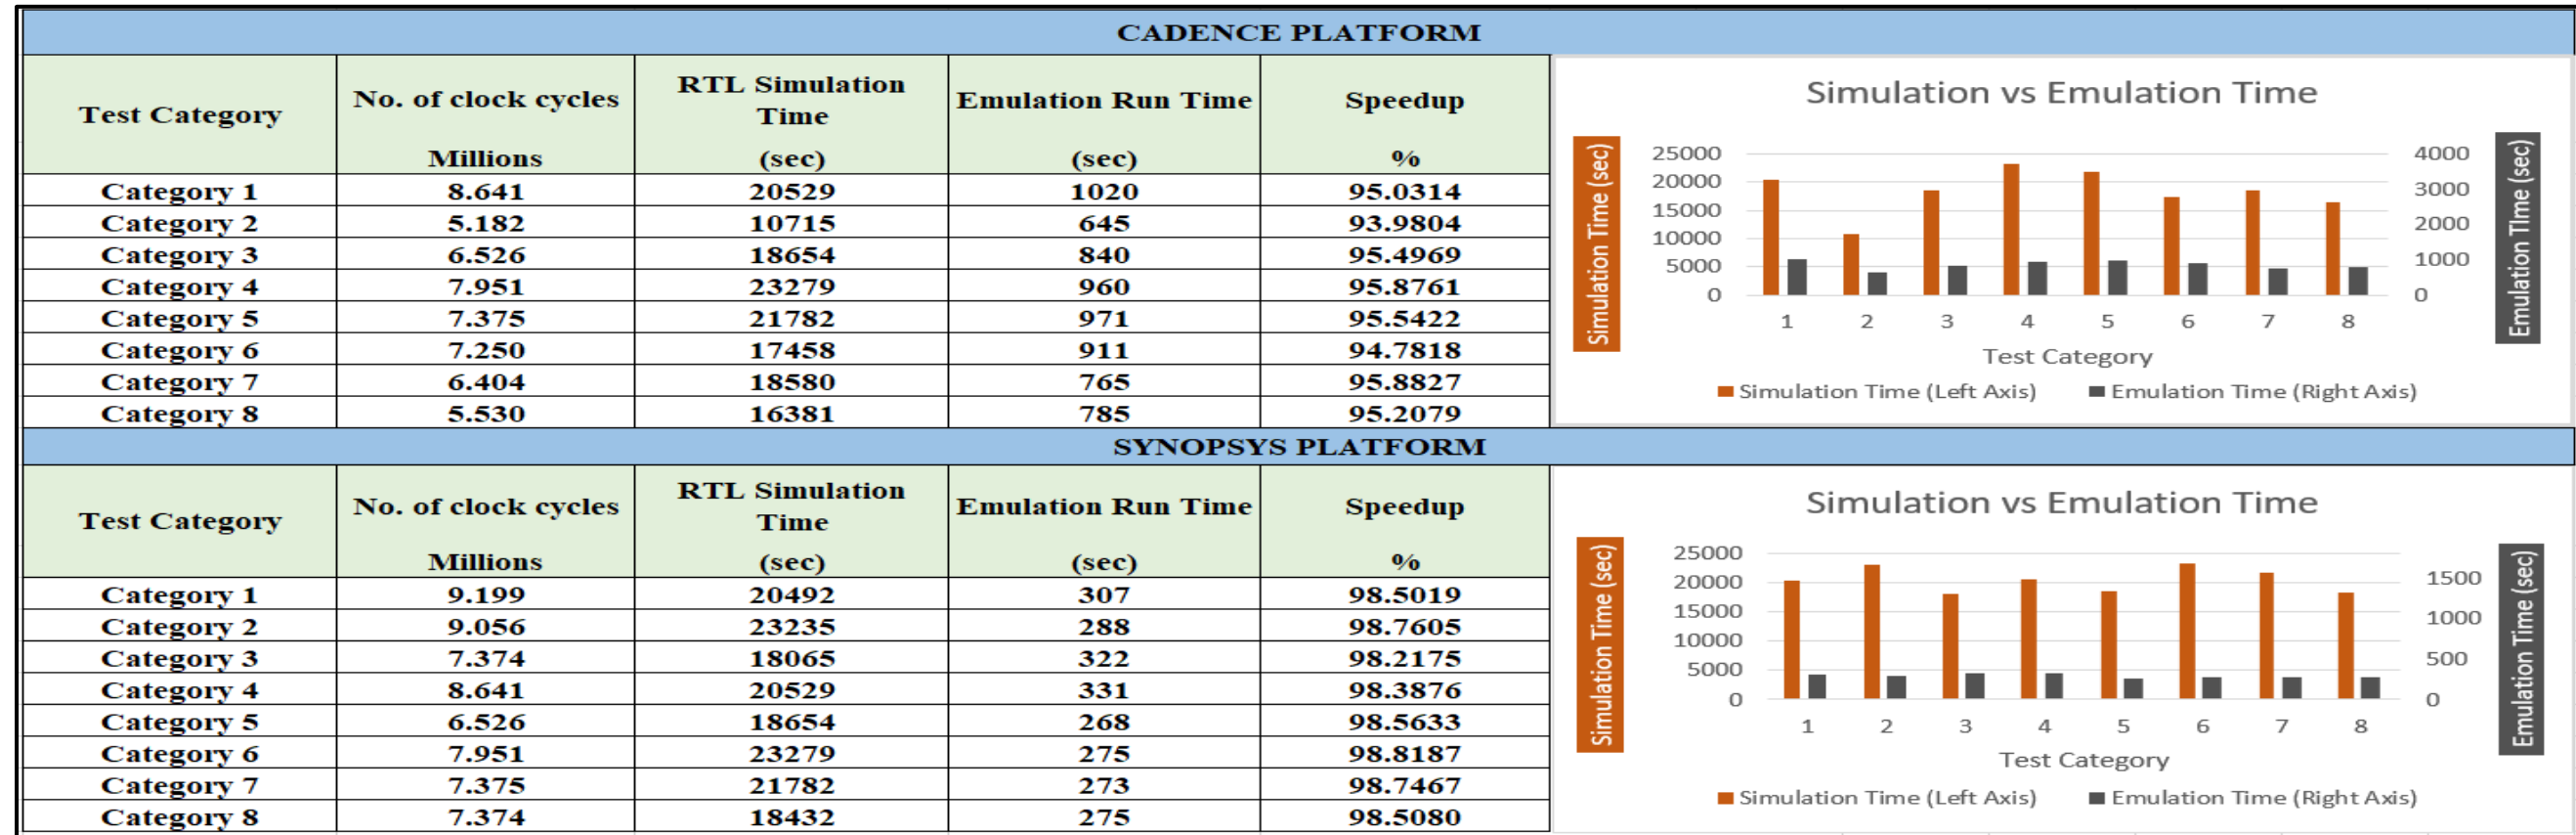 CADENCE PLATFORM
Test Category No. of clock cycles RTL Simulation Time Emulation Run Time Speedup
Millions (sec) (sec) %
Category 1 8.641 20529 1020 95.0314
Category 2 5.182 10715 645 93.9804
Category 3 6.526 18654 840 95.4969
Category 4 7.951 23279 960 95.8761
Category 5 7.375 21782 971 95.5422
Category 6 7.250 17458 911 94.7818
Category 7 6.404 18580 765 95.8827
Category 8 5.530 16381 785 95.2079
Simulation vs Emulation Time
Simulation Time (sec)
25000
20000
15000
10000
5000
0
4000
3000
2000
1000
0
Emulation TIme (sec)
1 2 3 4 5 6 7 8
Test Category
Simulation Time (Left Axis) Emulation Time (Right Axis)
SYNOPSYS PLATFORM
Test Category No. of clock cycles RTL Simulation Time Emulation Run Time Speedup
Millions (sec) (sec) %
Category 1 9.199 20492 307 98.5019
Category 2 9.056 23235 288 98.7605
Category 3 7.374 18065 322 98.2175
Category 4 8.641 20529 331 98.3876
Category 5 6.526 18654 268 98.5633
Category 6 7.951 23279 275 98.8187
Category 7 7.375 21782 273 98.7467
Category 8 7.374 18432 275 98.5080
Simulation vs Emulation Time
Simulation Time (sec)
25000
20000
15000
10000
5000
0
1500
1000
500
0
Emulation Time (sec)
1 2 3 4 5 6 7 8
Test Category
Simulation Time (Left Axis) Emulation Time (Right Axis)